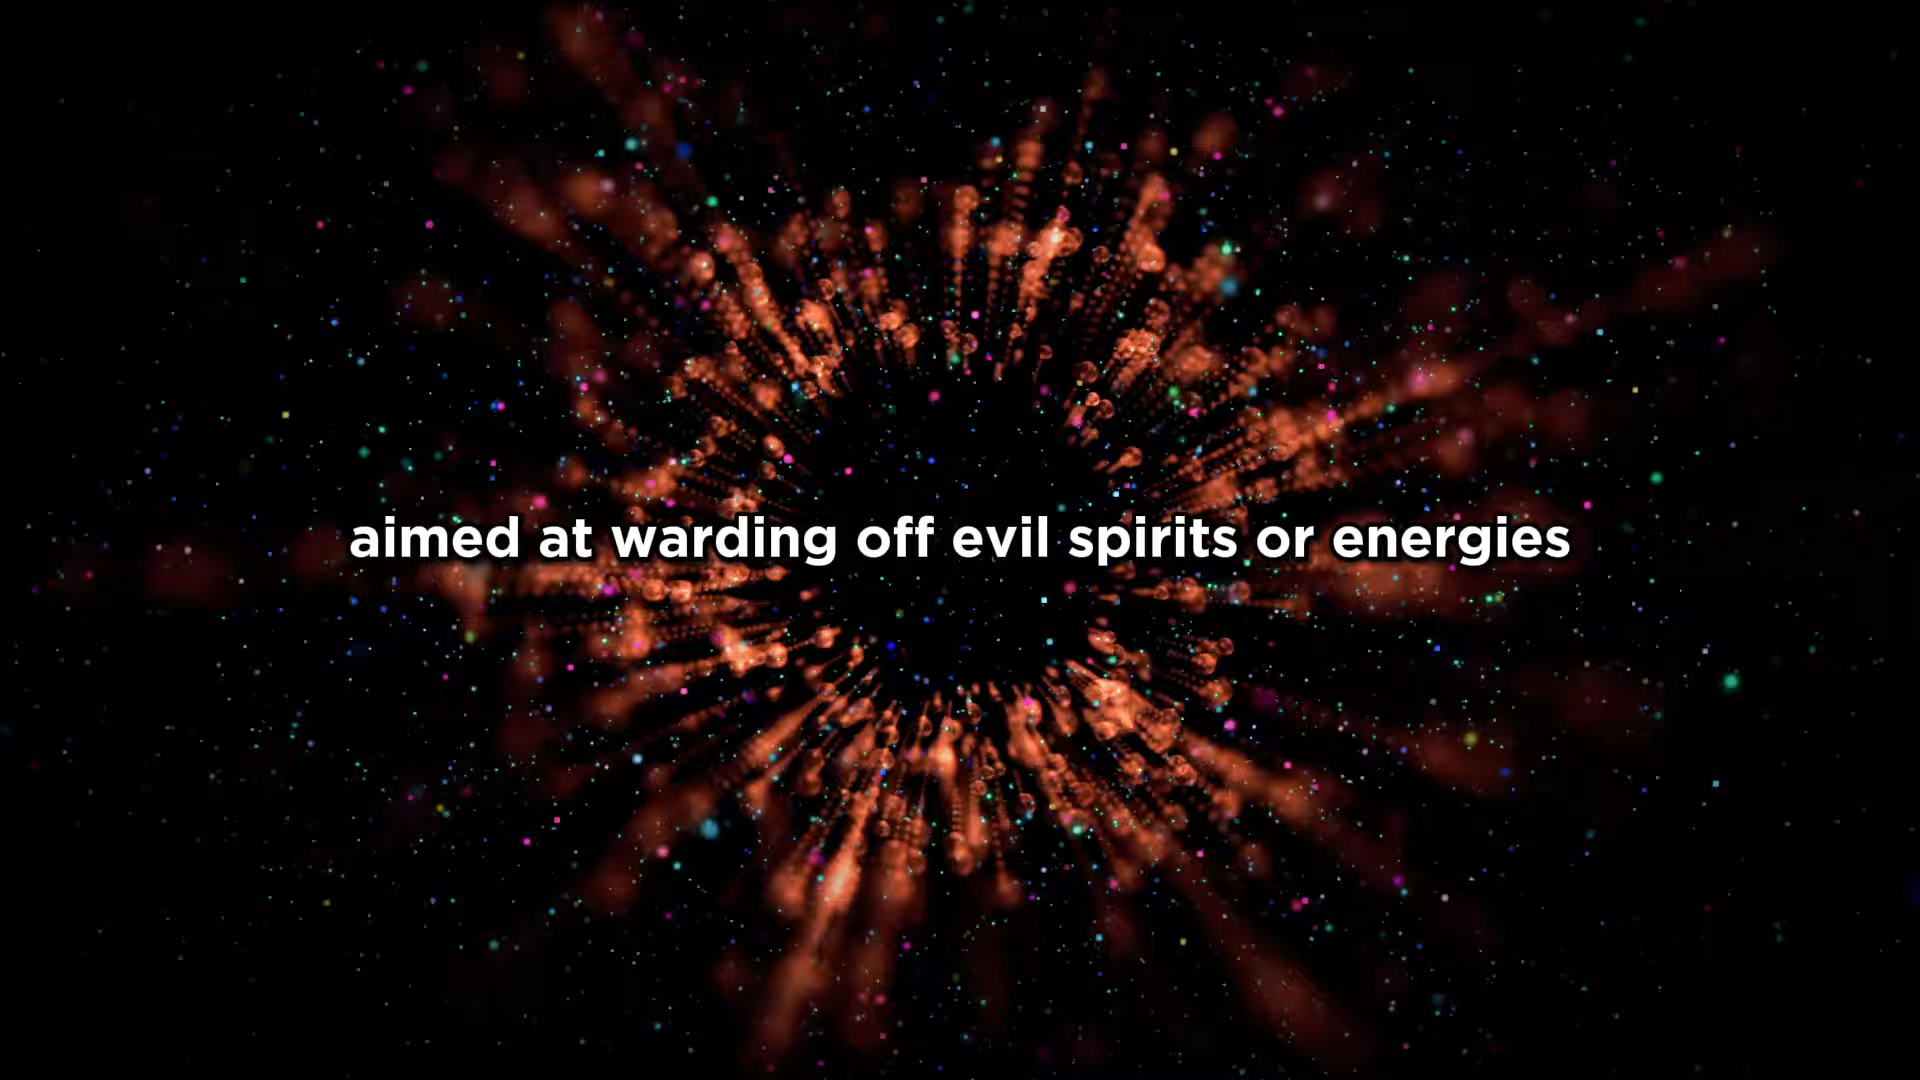 aimed at warding off evil spirits or energies